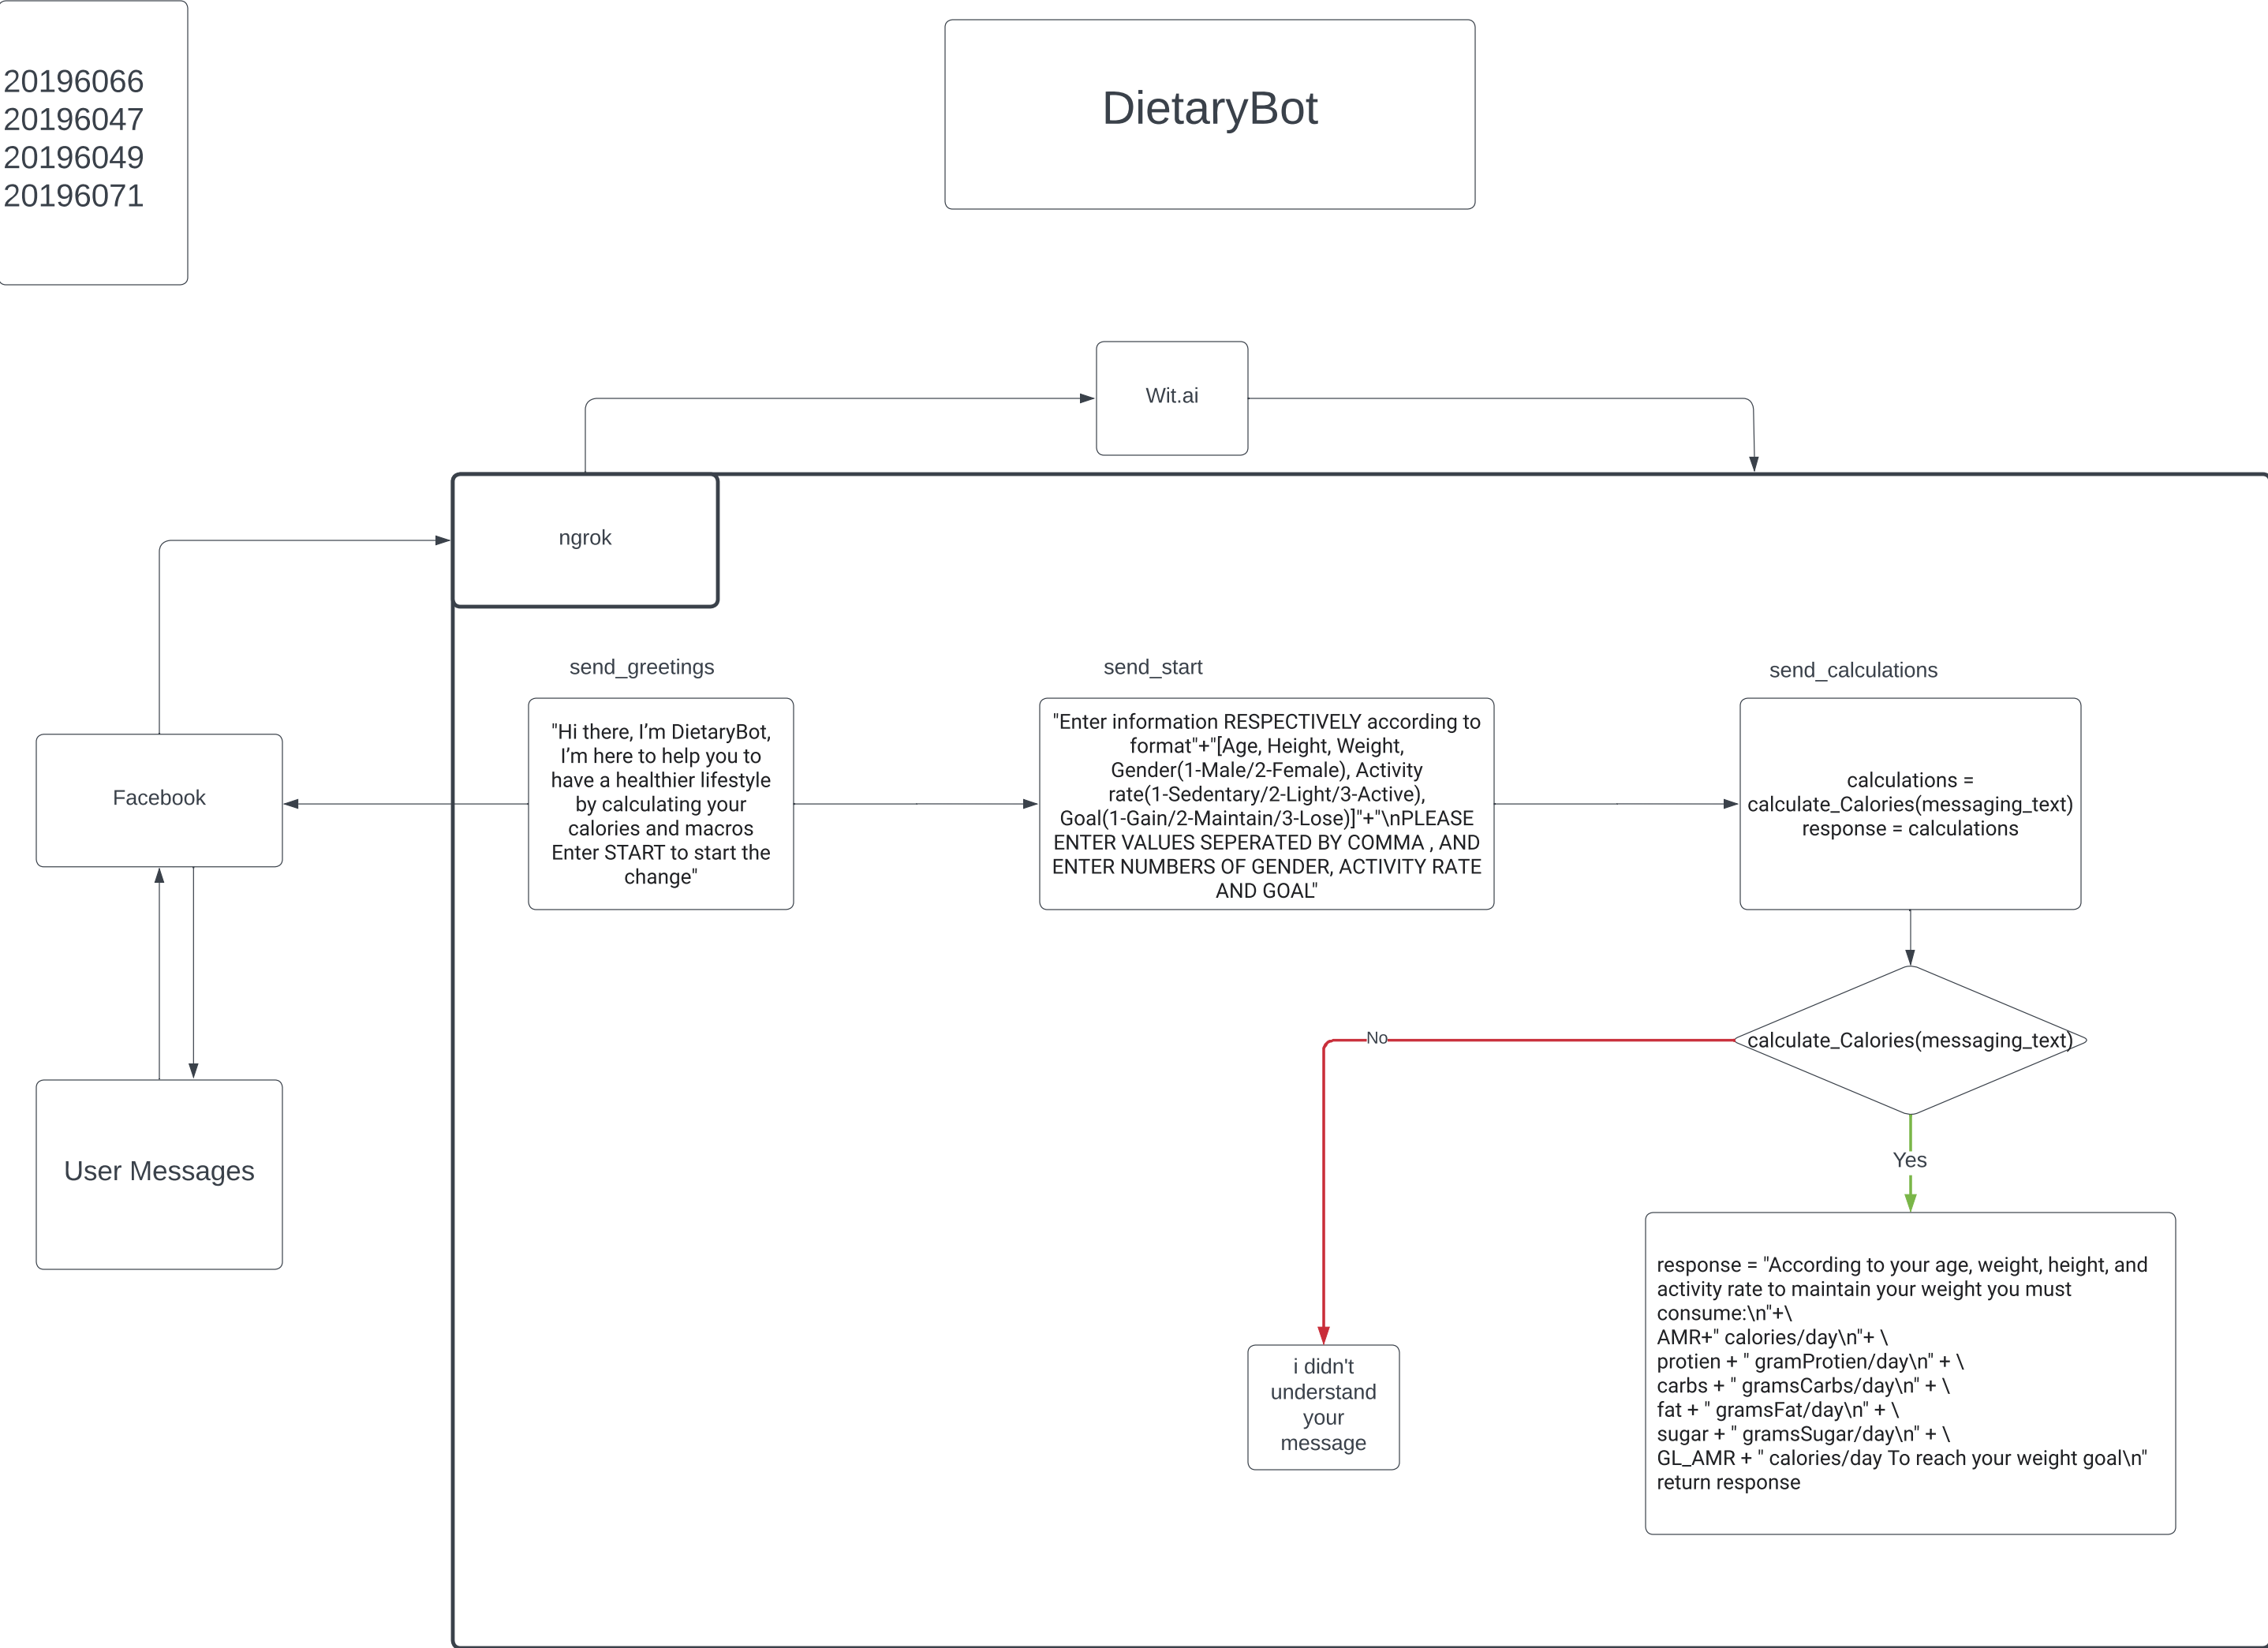 20196066
20196047
20196049
20196071
DietaryBot
Wit.ai
ngrok
send_greetings
send_start
send_calculations
"Hi there, I’m DietaryBot,
I’m here to help you to
have a healthier lifestyle
by calculating your
calories and macros
Enter START to start the
change"
"Enter information RESPECTIVELY according to
format"+"[Age, Height, Weight,
Gender(1-Male/2-Female), Activity
rate(1-Sedentary/2-Light/3-Active),
Goal(1-Gain/2-Maintain/3-Lose)]"+"\nPLEASE
ENTER VALUES SEPERATED BY COMMA , AND
ENTER NUMBERS OF GENDER, ACTIVITY RATE
AND GOAL"
calculations =
calculate_Calories(messaging_text)
response = calculations
Facebook
No
calculate_Calories(messaging_text)
Yes
User Messages
response = "According to your age, weight, height, and
activity rate to maintain your weight you must
consume:\n"+\
AMR+" calories/day\n"+ \
protien + " gramProtien/day\n" + \
carbs + " gramsCarbs/day\n" + \
fat + " gramsFat/day\n" + \
sugar + " gramsSugar/day\n" + \
GL_AMR + " calories/day To reach your weight goal\n"
return response
i didn't
understand
your
message